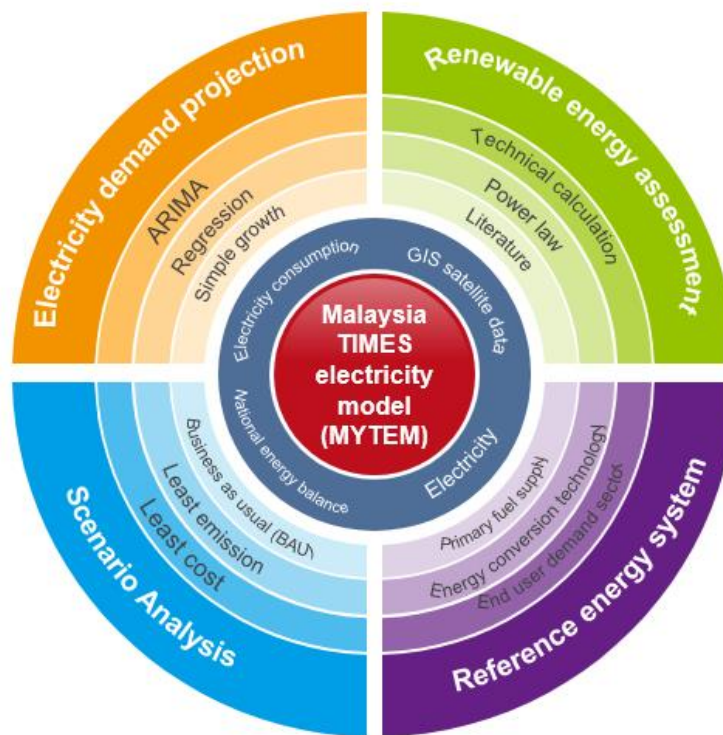 Electricity demand projection
ARIMA
Regression
Simple growth
Renewable energy assessment
Technical calculation
Power law
Literature
Electricity consumption
GIS satellite data
Malaysia
TIMES
electricity
model
(MYTEM)
National energy balance
Electricity
Business as usual (BAU)
Least emission
Least cost
Scenario Analysis
Primary fuel supply
Energy conversion technology
End user demand sector
Reference energy system